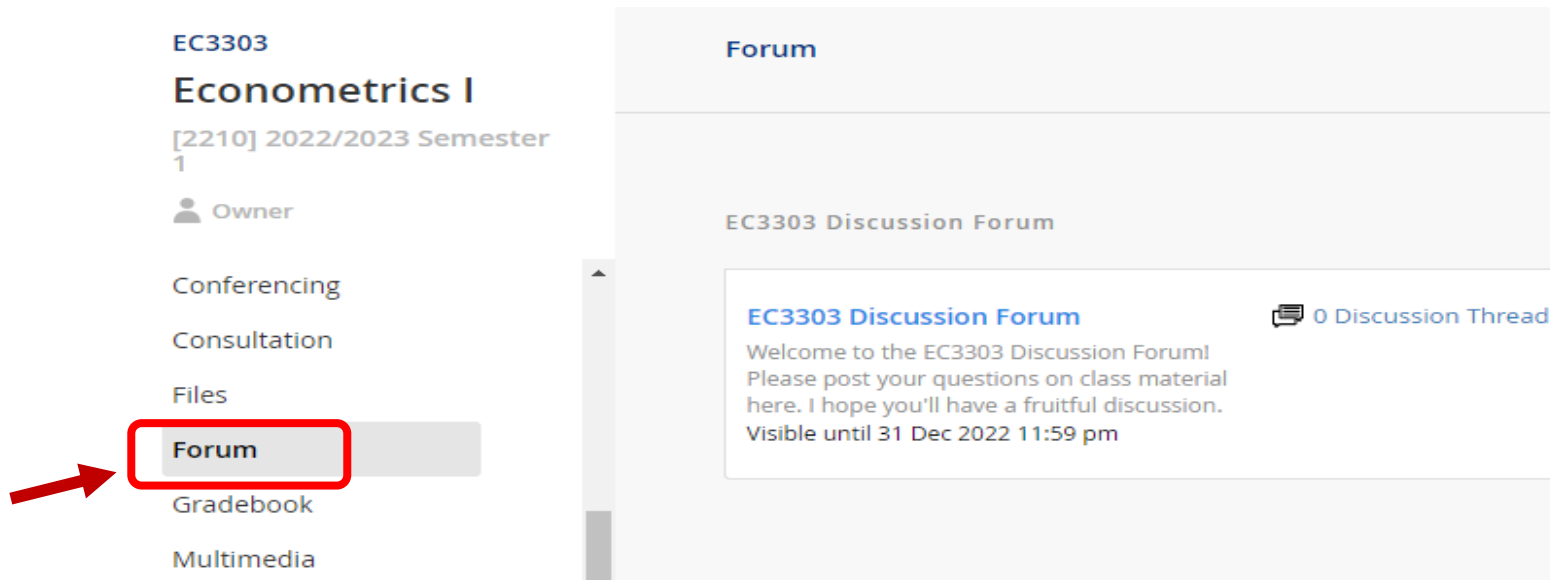 EC3303
Econometrics I
[2210] 2022/2023 Semester
1
Owner
Conferencing
Consultation
Files
Forum
Gradebook
Multimedia
Forum
EC3303 Discussion Forum
EC3303 Discussion Forum
0 Discussion Thread
Welcome to the EC3303 Discussion Forum!
Please post your questions on class material
here. I hope you'll have a fruitful discussion.
Visible until 31 Dec 2022 11:59 pm